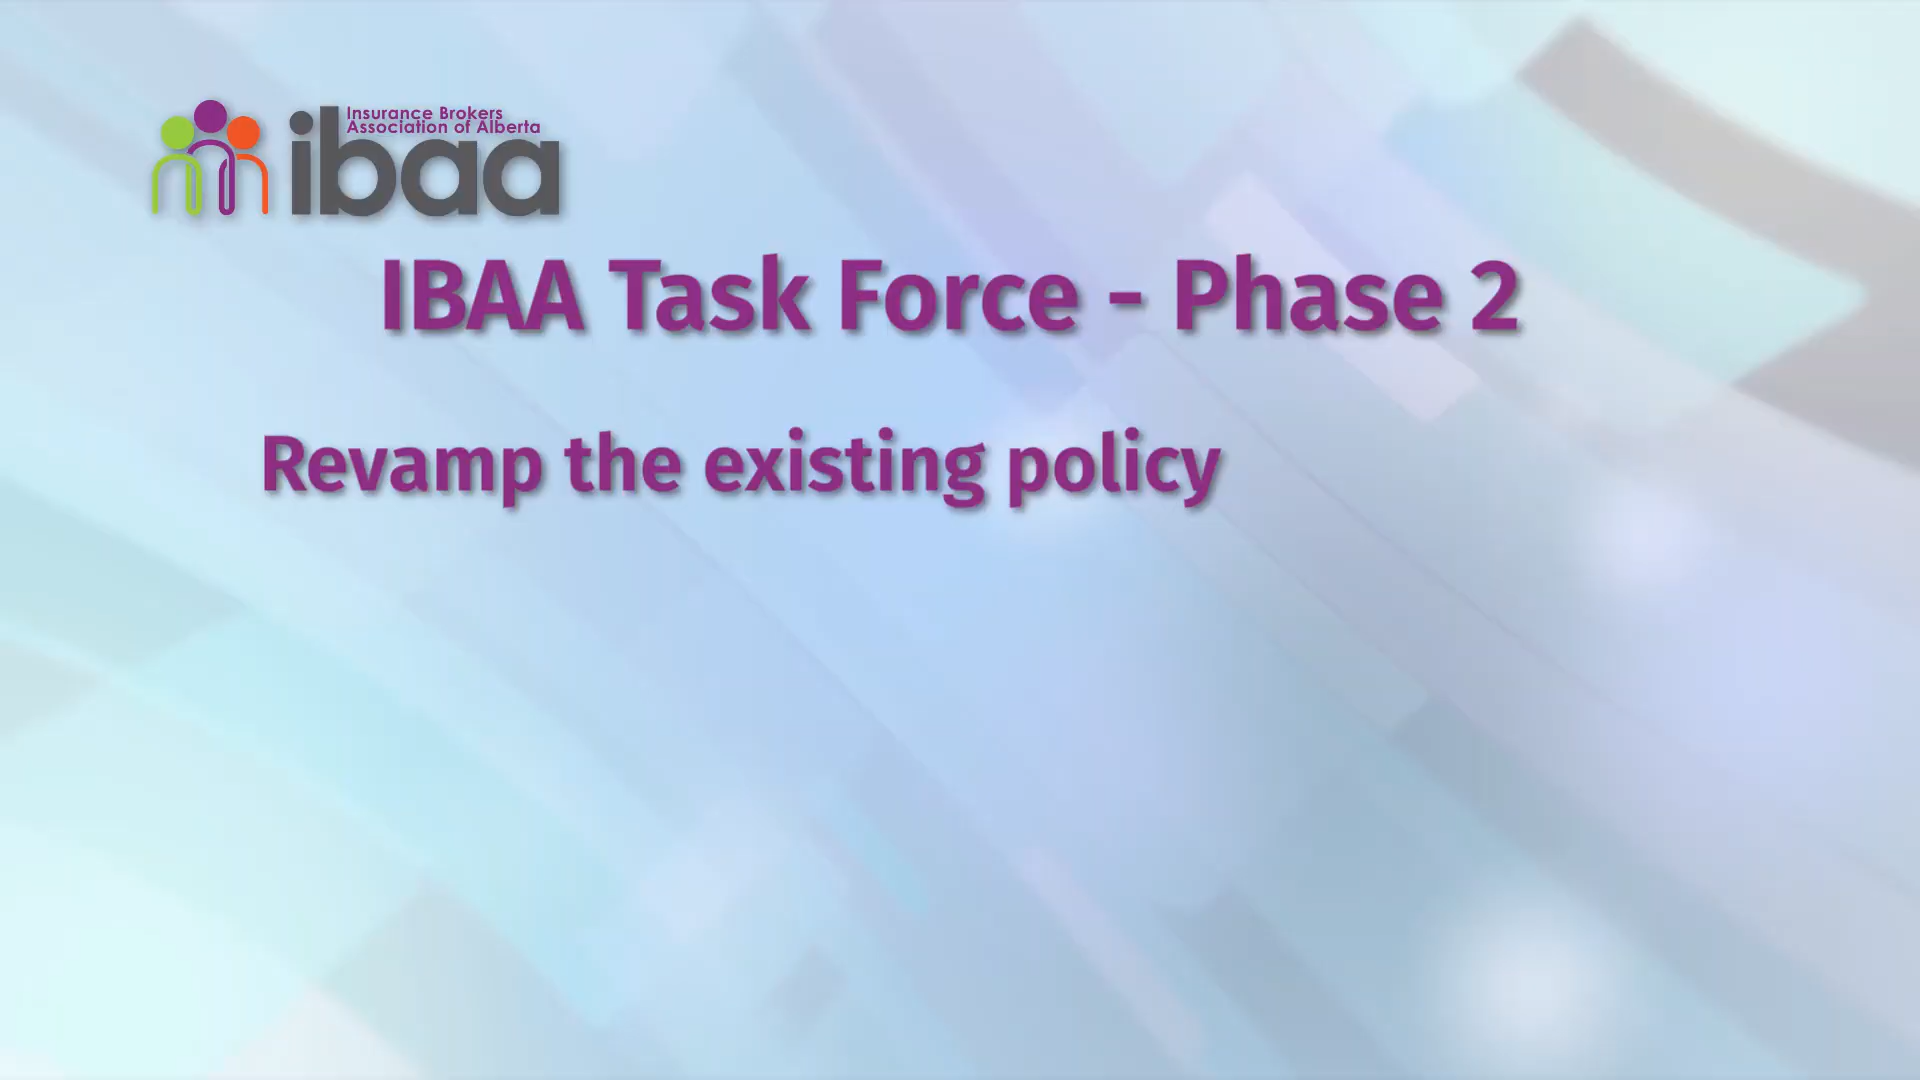 Insurance Brokers
Association of Alberta
ibaa
IBAA Task Force - Phase 2
Revamp the existing policy